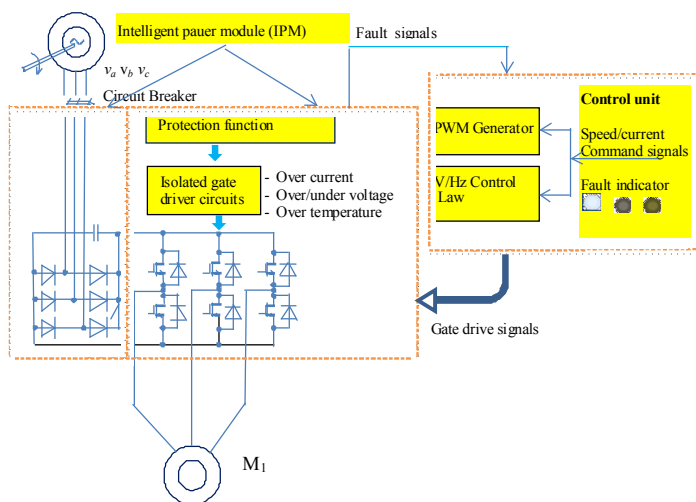 Intelligent pauer module (IPM)
Fault signals
va vb vc
Circuit Breaker
Protection function
Isolated gate
driver circuits
- Over current
- Over/under voltage
- Over temperature
PWM Generator
V/Hz Control
Law
Control unit
Speed/current
Command signals
Fault indicator
Gate drive signals
M1